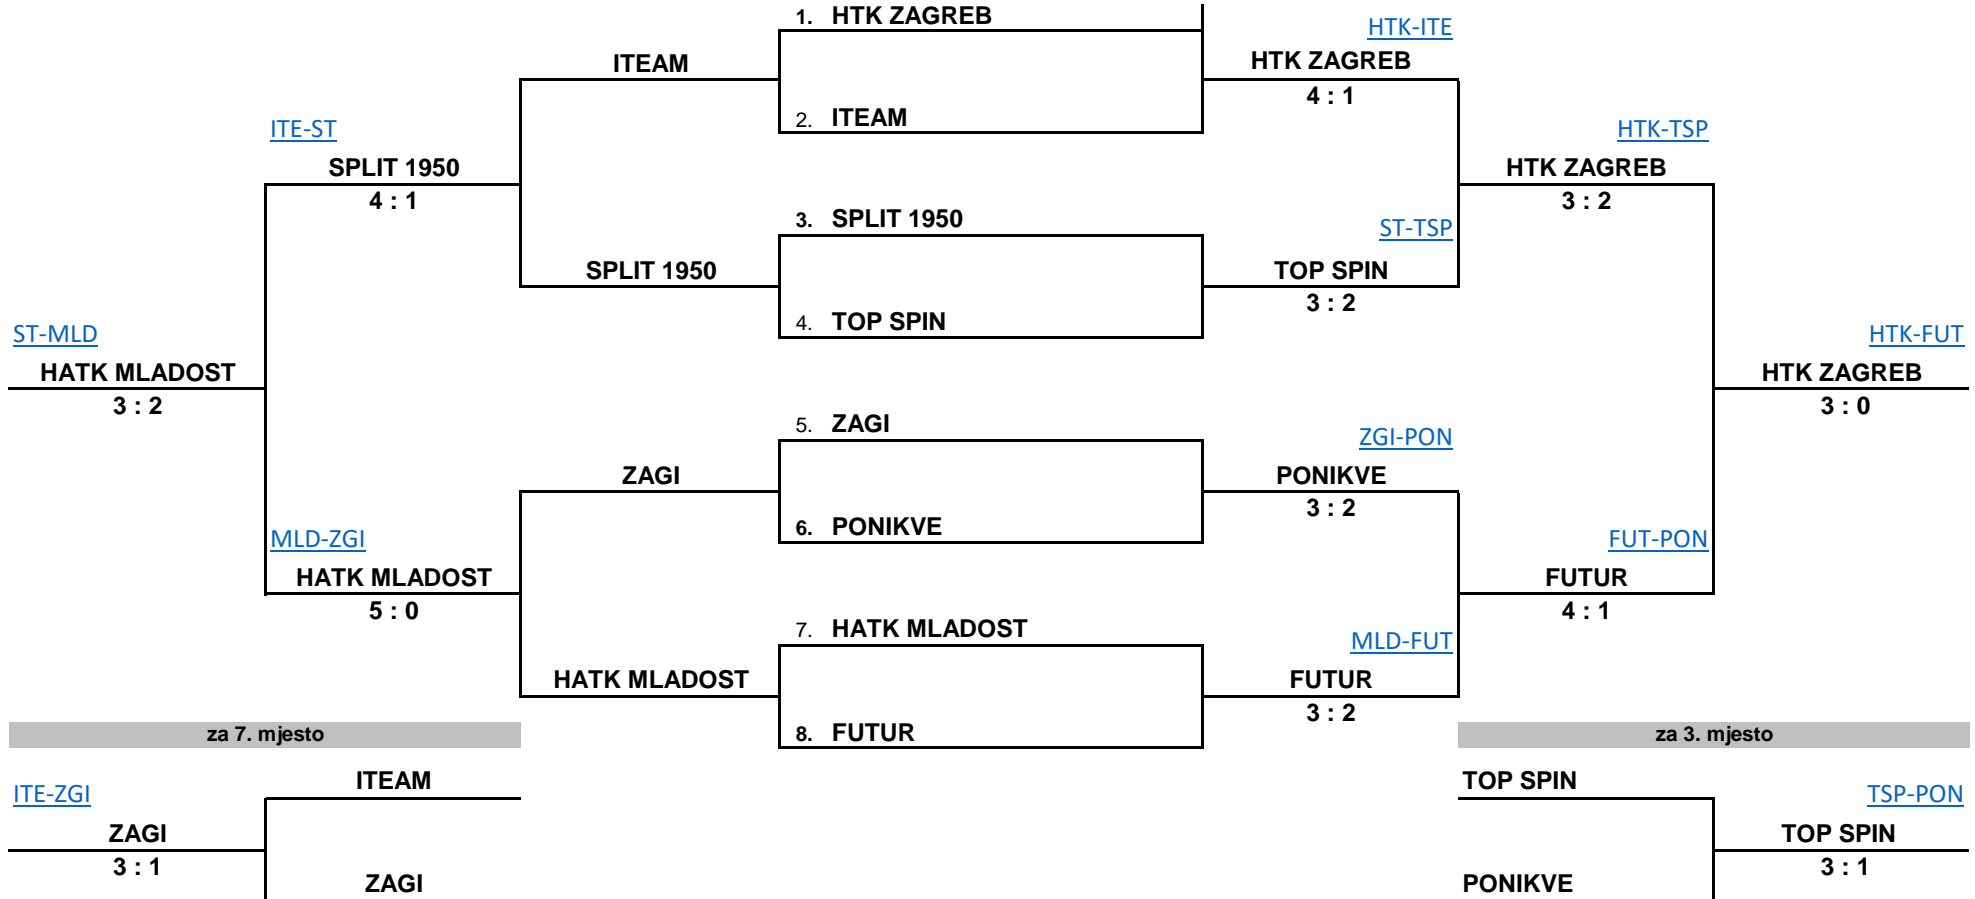 1. HTK ZAGREB
HTK-ITE
ITEAM
HTK ZAGREB
4 : 1
2. ITEAM
ITE-ST
HTK-TSP
SPLIT 1950
HTK ZAGREB
4 : 1
3 : 2
3. SPLIT 1950
ST-TSP
SPLIT 1950
TOP SPIN
3 : 2
4. TOP SPIN
ST-MLD
HTK-FUT
HATK MLADOST
HTK ZAGREB
3 : 2
3 : 0
5. ZAGI
ZGI-PON
ZAGI
PONIKVE
3 : 2
6. PONIKVE
MLD-ZGI
FUT-PON
HATK MLADOST
FUTUR
5 : 0
4 : 1
7. HATK MLADOST
MLD-FUT
HATK MLADOST
FUTUR
3 : 2
8. FUTUR
za 7. mjesto
za 3. mjesto
ITEAM
TOP SPIN
ITE-ZGI
TSP-PON
ZAGI
TOP SPIN
3 : 1
3 : 1
ZAGI
PONIKVE